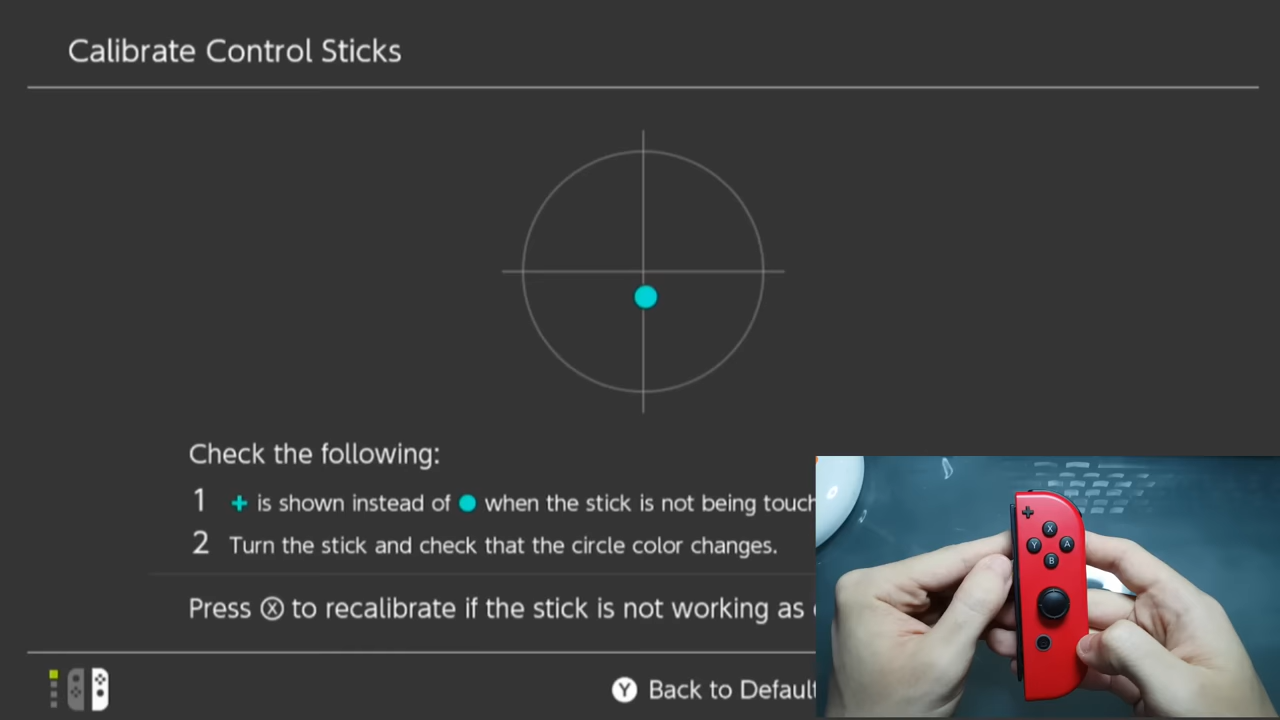 Calibrate Control Sticks
Check the following:
1 + is shown instead of ● when the stick is not being touch
2 Turn the stick and check that the circle color changes.
Press Ⓧ to recalibrate if the stick is not working as
Ⓨ Back to Default
+
X
Y A
B